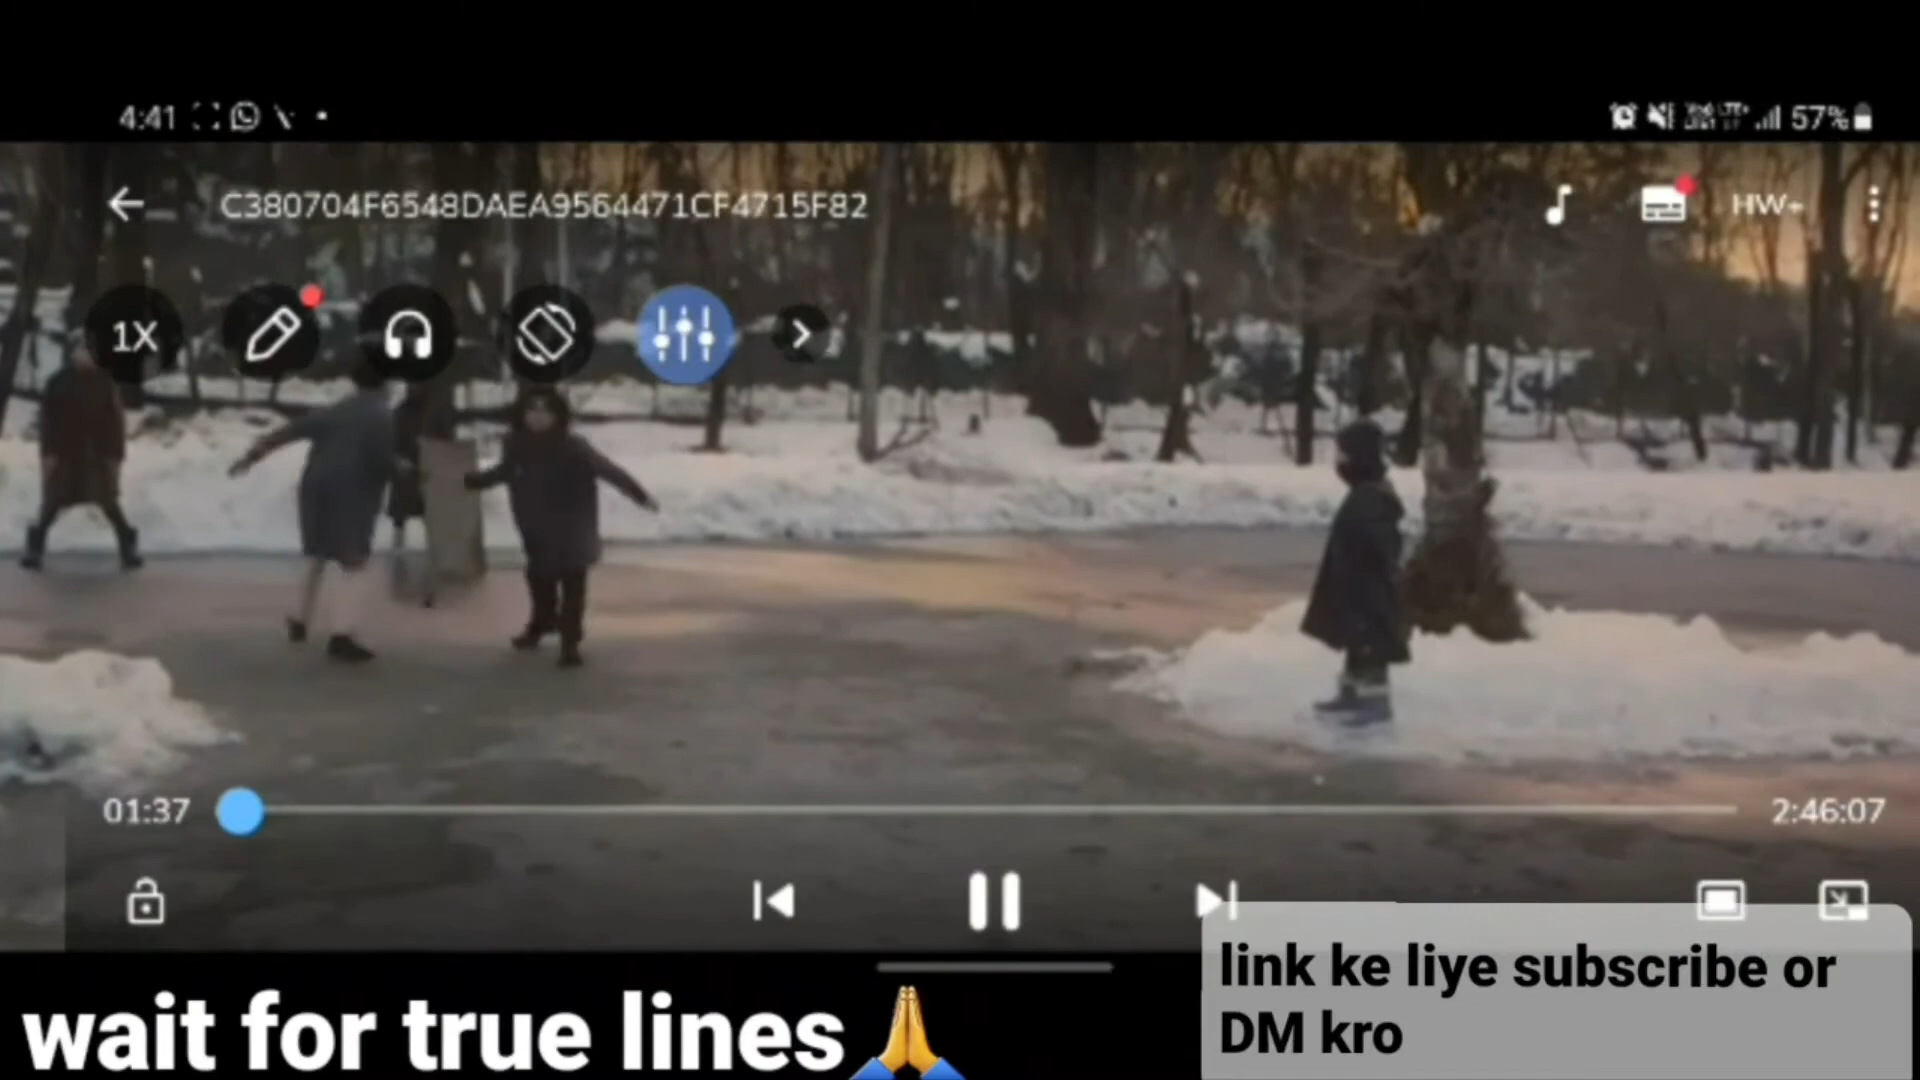 4:41
57%
C380704F6548DAEA9564471CF4715F82
HW+
1X
01:37
2:46:07
link ke liye subscribe or
DM kro
wait for true lines🙏